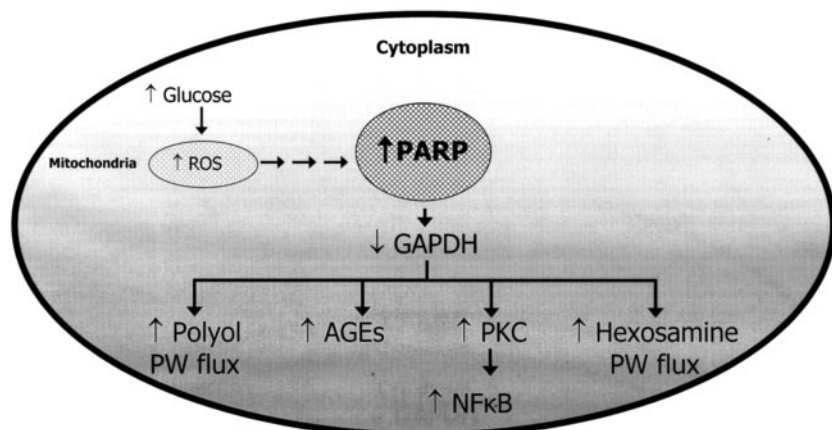 Cytoplasm
↑ Glucose
Mitochondria
↑ ROS
↑PARP
↓ GAPDH
↑ Polyol
PW flux
↑ AGEs
↑ PKC
↑ Hexosamine
PW flux
↑ NFκB